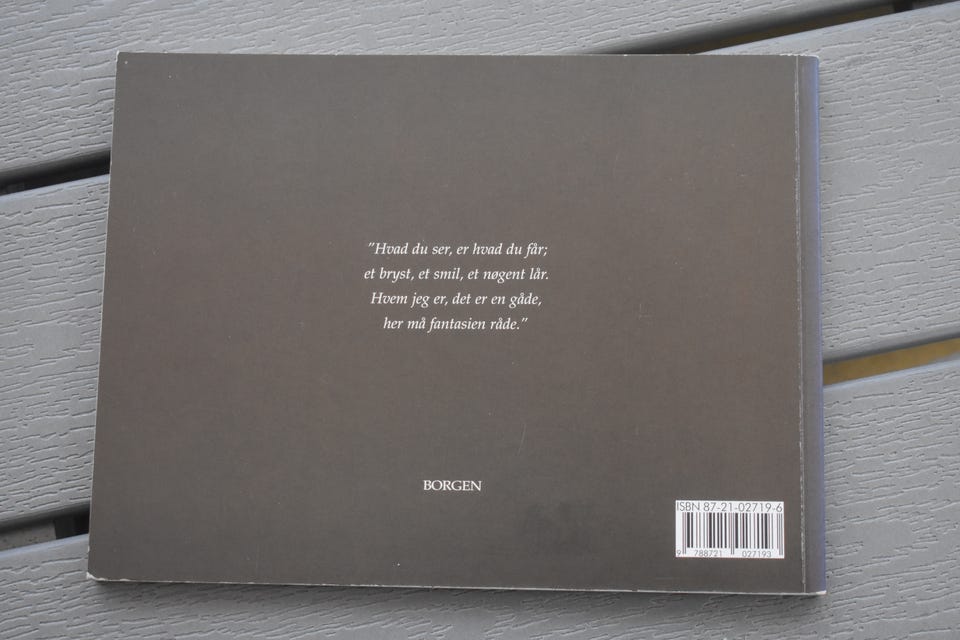 ”Hvad du ser, er hvad du får;
et bryst, et smil, et nøgent lår.
Hvem jeg er, det er en gåde,
her må fantasien råde.”
BORGEN
ISBN 87-21-02719-6
9 788721 027193